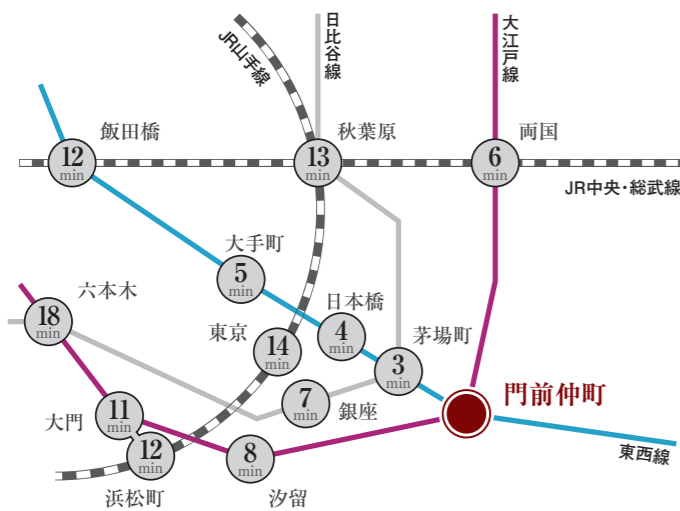 JR山手線
日比谷線
大江戸線
飯田橋
12
min
秋葉原
13
min
両国
6
min
JR中央・総武線
大手町
5
min
六本木
18
min
日本橋
4
min
東京
14
min
茅場町
3
min
7
min
銀座
門前仲町
大門
11
min
12
min
浜松町
8
min
汐留
東西線